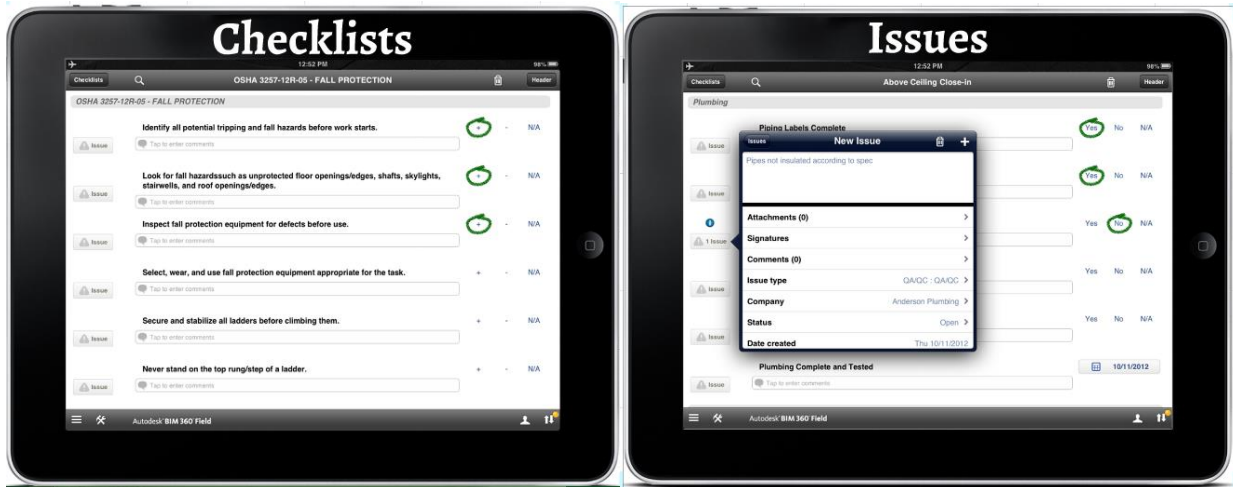 Checklists
12:52 PM
98%
Checklists
OSHA 3257-12R-05 - FALL PROTECTION
Header
OSHA 3257-12R-05 - FALL PROTECTION
Identify all potential tripping and fall hazards before work starts.
+ - N/A
Issue
Tap to enter comments
Look for fall hazardssuch as unprotected floor openings/edges, shafts, skylights,
stairwells, and roof openings/edges.
+ - N/A
Issue
Tap to enter comments
Inspect fall protection equipment for defects before use.
+ - N/A
Issue
Tap to enter comments
Select, wear, and use fall protection equipment appropriate for the task.
+ - N/A
Issue
Tap to enter comments
Secure and stabilize all ladders before climbing them.
+ - N/A
Issue
Tap to enter comments
Never stand on the top rung/step of a ladder.
+ - N/A
Issue
Tap to enter comments
Autodesk® BIM 360® Field
Issues
12:52 PM
98%
Checklists
Above Ceiling Close-in
Header
Plumbing
Piping Labels Complete
Yes No N/A
Issue
Yes No N/A
Issue
Yes No N/A
1 Issue
Yes No N/A
Issue
Yes No N/A
Issue
Issues
New Issue
+
Pipes not insulated according to spec
Attachments (0)
Signatures
Comments (0)
Issue type QA/QC : QA/QC
Company Anderson Plumbing
Status Open
Date created Thu 10/11/2012
Plumbing Complete and Tested
10/11/2012
Issue
Tap to enter comments
Autodesk® BIM 360® Field